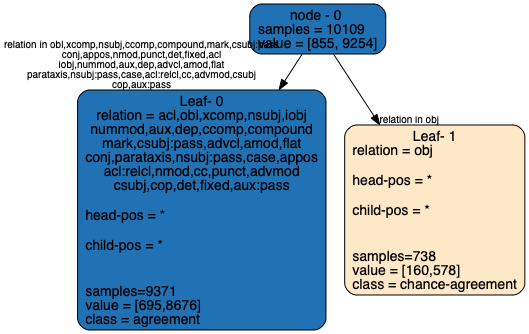 node - 0
samples = 10109
value = [855, 9254]
relation in obl,xcomp,nsubj,ccomp,compound,mark,csubj:pass
conj,appos,nmod,punct,det,fixed,acl
iobj,nummod,aux,dep,advcl,amod,flat
parataxis,nsubj:pass,case,acl:relcl,cc,advmod,csubj
cop,aux:pass
relation in obj
Leaf- 0
relation = acl,obl,xcomp,nsubj,iobj
nummod,aux,dep,ccomp,compound
mark,csubj:pass,advcl,amod,flat
conj,parataxis,nsubj:pass,case,appos
acl:relcl,nmod,cc,punct,advmod
csubj,cop,det,fixed,aux:pass
head-pos = *
child-pos = *
samples=9371
value = [695,8676]
class = agreement
Leaf- 1
relation = obj
head-pos = *
child-pos = *
samples=738
value = [160,578]
class = chance-agreement